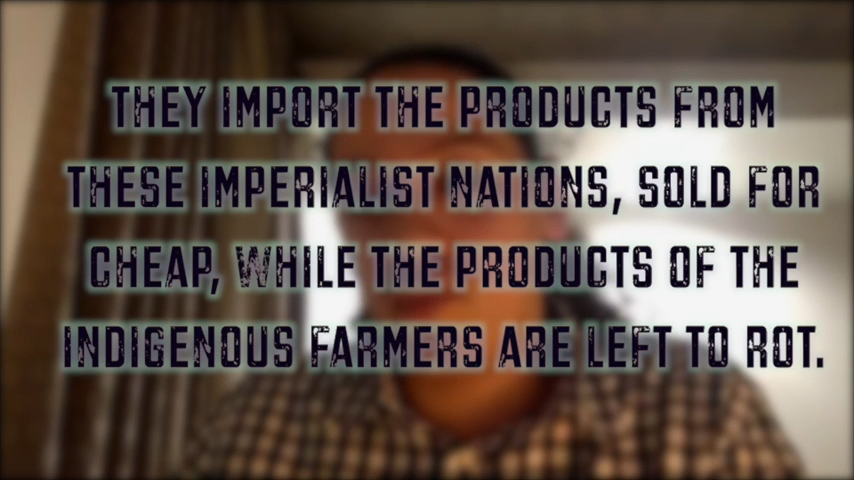 THEY IMPORT THE PRODUCTS FROM
THESE IMPERIALIST NATIONS, SOLD FOR
CHEAP, WHILE THE PRODUCTS OF THE
INDIGENOUS FARMERS ARE LEFT TO ROT.